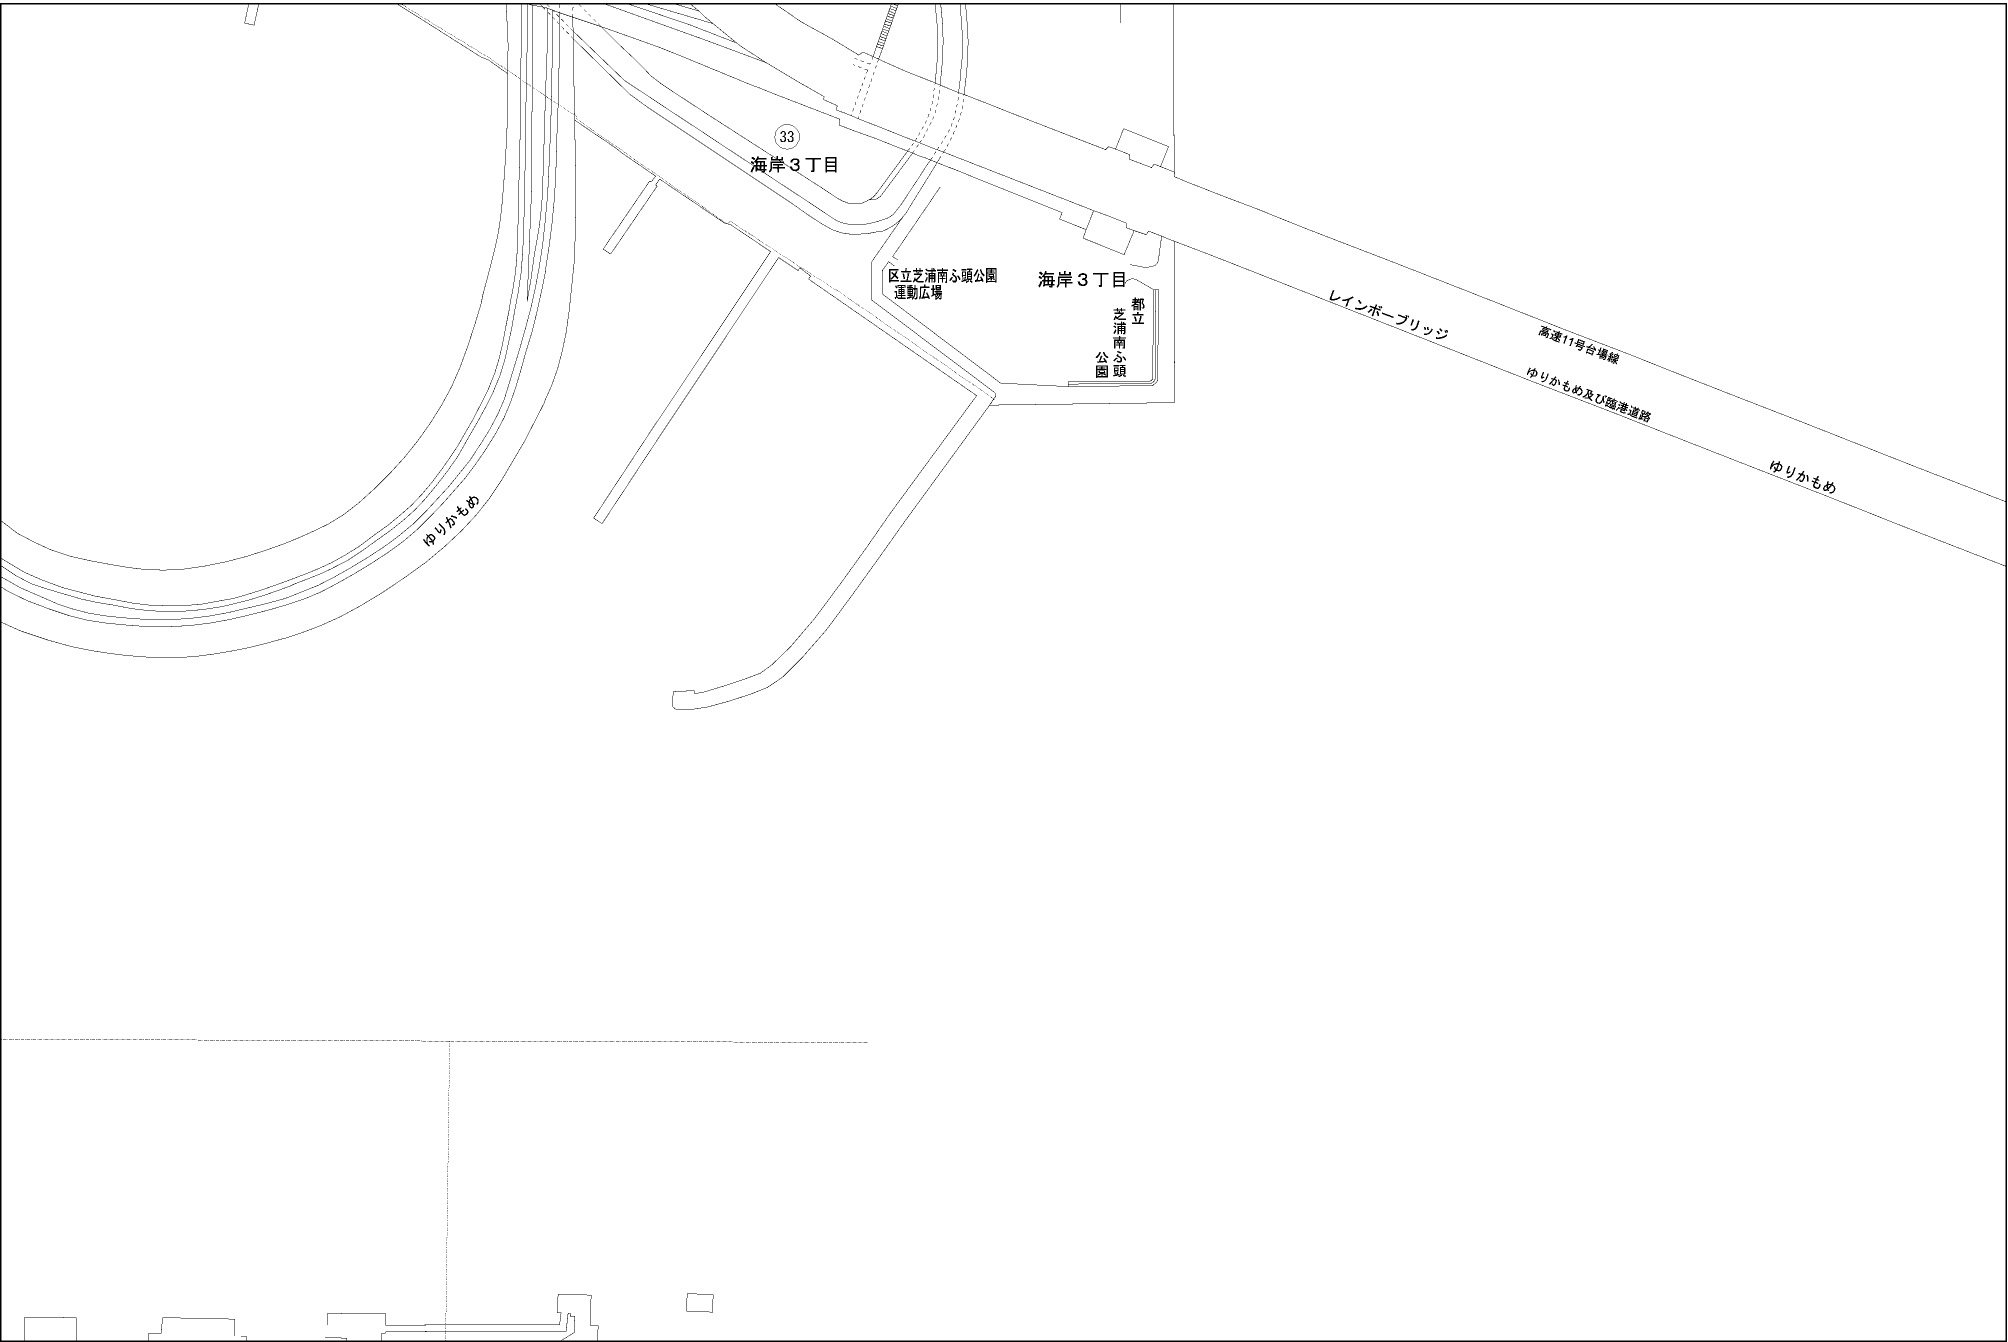 33
海岸３丁目
区立芝浦南ふ頭公園
運動広場
海岸３丁目
都立
芝浦南ふ頭
公園
レインボーブリッジ
高速11号台場線
ゆりかもめ及び臨港道路
ゆりかもめ
ゆりかもめ